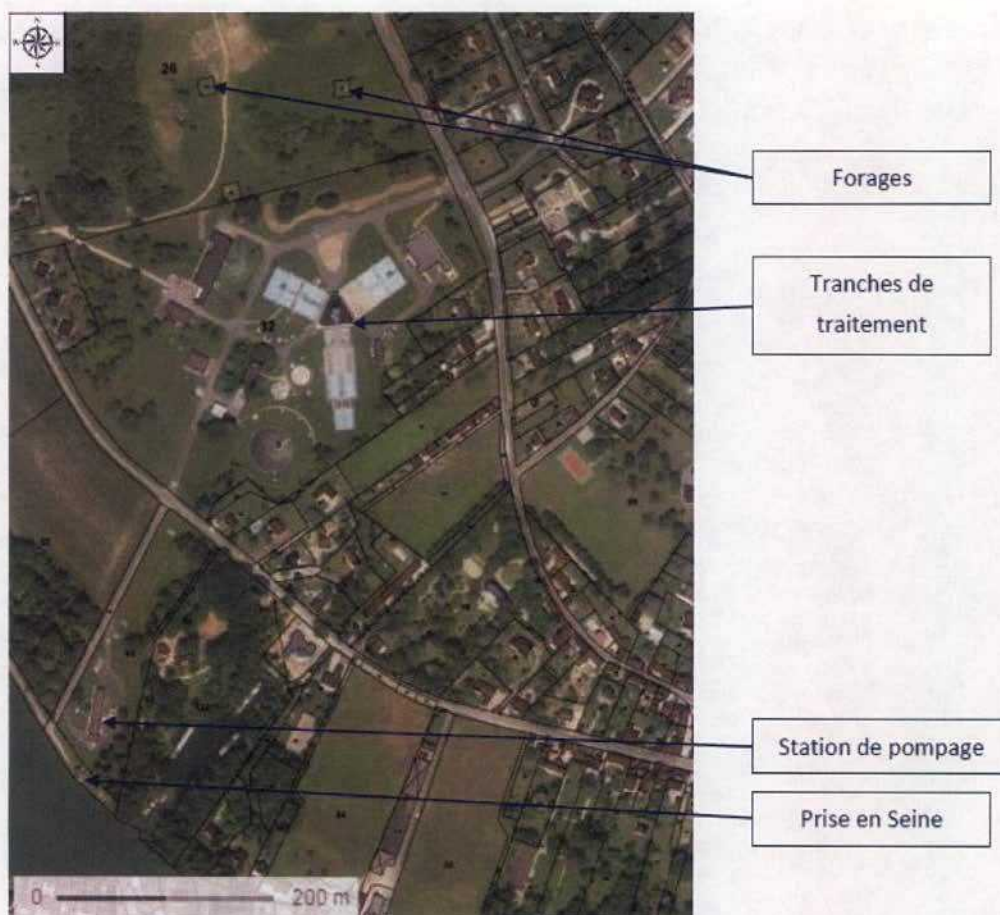 26
Forages
Tranches de
traitement
32
Station de pompage
Prise en Seine
0 200 m